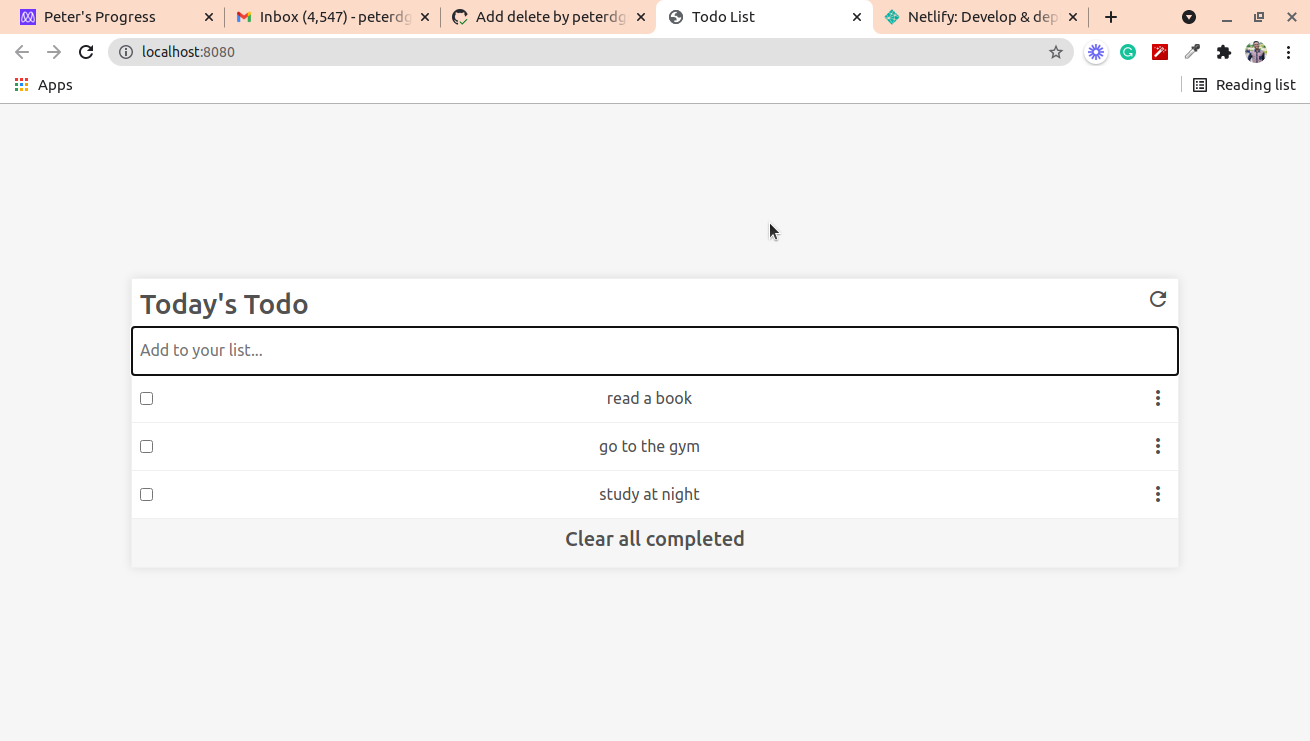 Peter's Progress
Inbox (4,547) - peterdg
Add delete by peterdg
Todo List
Netlify: Develop & dep
localhost:8080
Apps
Reading list
Today's Todo
Add to your list...
read a book
go to the gym
study at night
Clear all completed